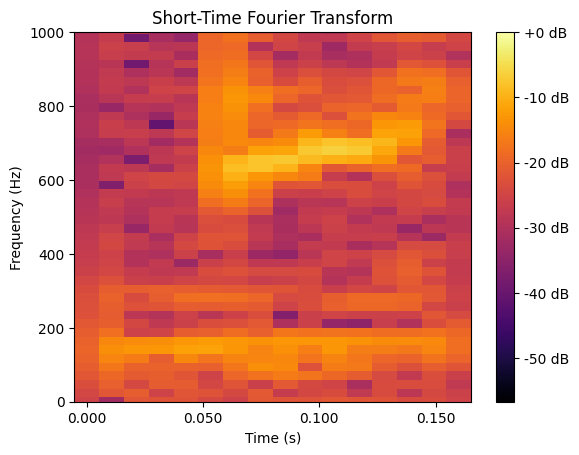 Short-Time Fourier Transform
Frequency (Hz)
1000
800
600
400
200
0
0.000 0.050 0.100 0.150
Time (s)
+0 dB
-10 dB
-20 dB
-30 dB
-40 dB
-50 dB